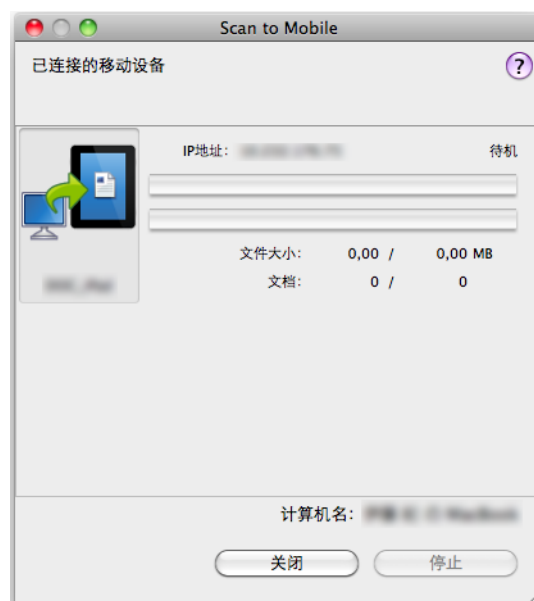 Scan to Mobile
已连接的移动设备
?
IP地址: 待机
文件大小: 0,00 / 0,00 MB
文档: 0 / 0
计算机名:
关闭 停止